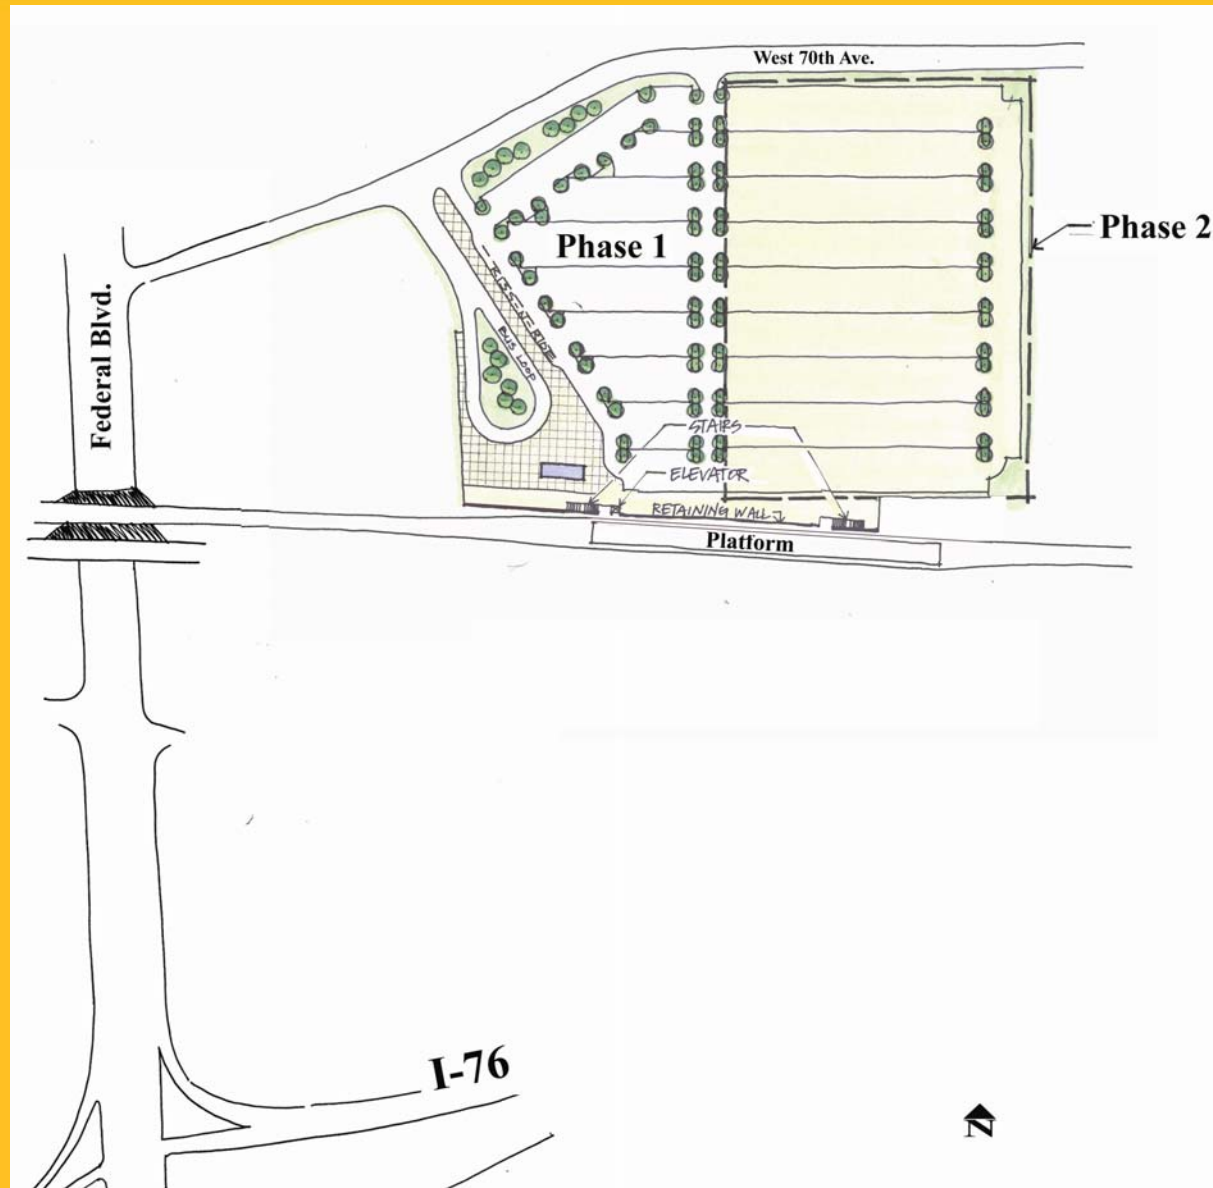 West 70th Ave.
Phase 2
Phase 1
KISS-N-RIDE
BUS LOOP
Federal Blvd.
STAIRS
ELEVATOR
RETAINING WALL
Platform
I-76
N